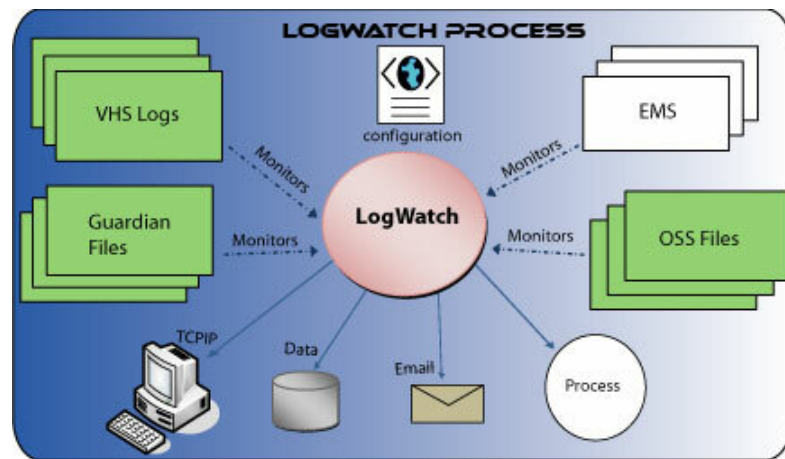 LOGWATCH PROCESS
configuration
VHS Logs
EMS
Monitors
Monitors
LogWatch
Guardian
Files
Monitors
Monitors
OSS Files
TCPIP
Data
Email
Process